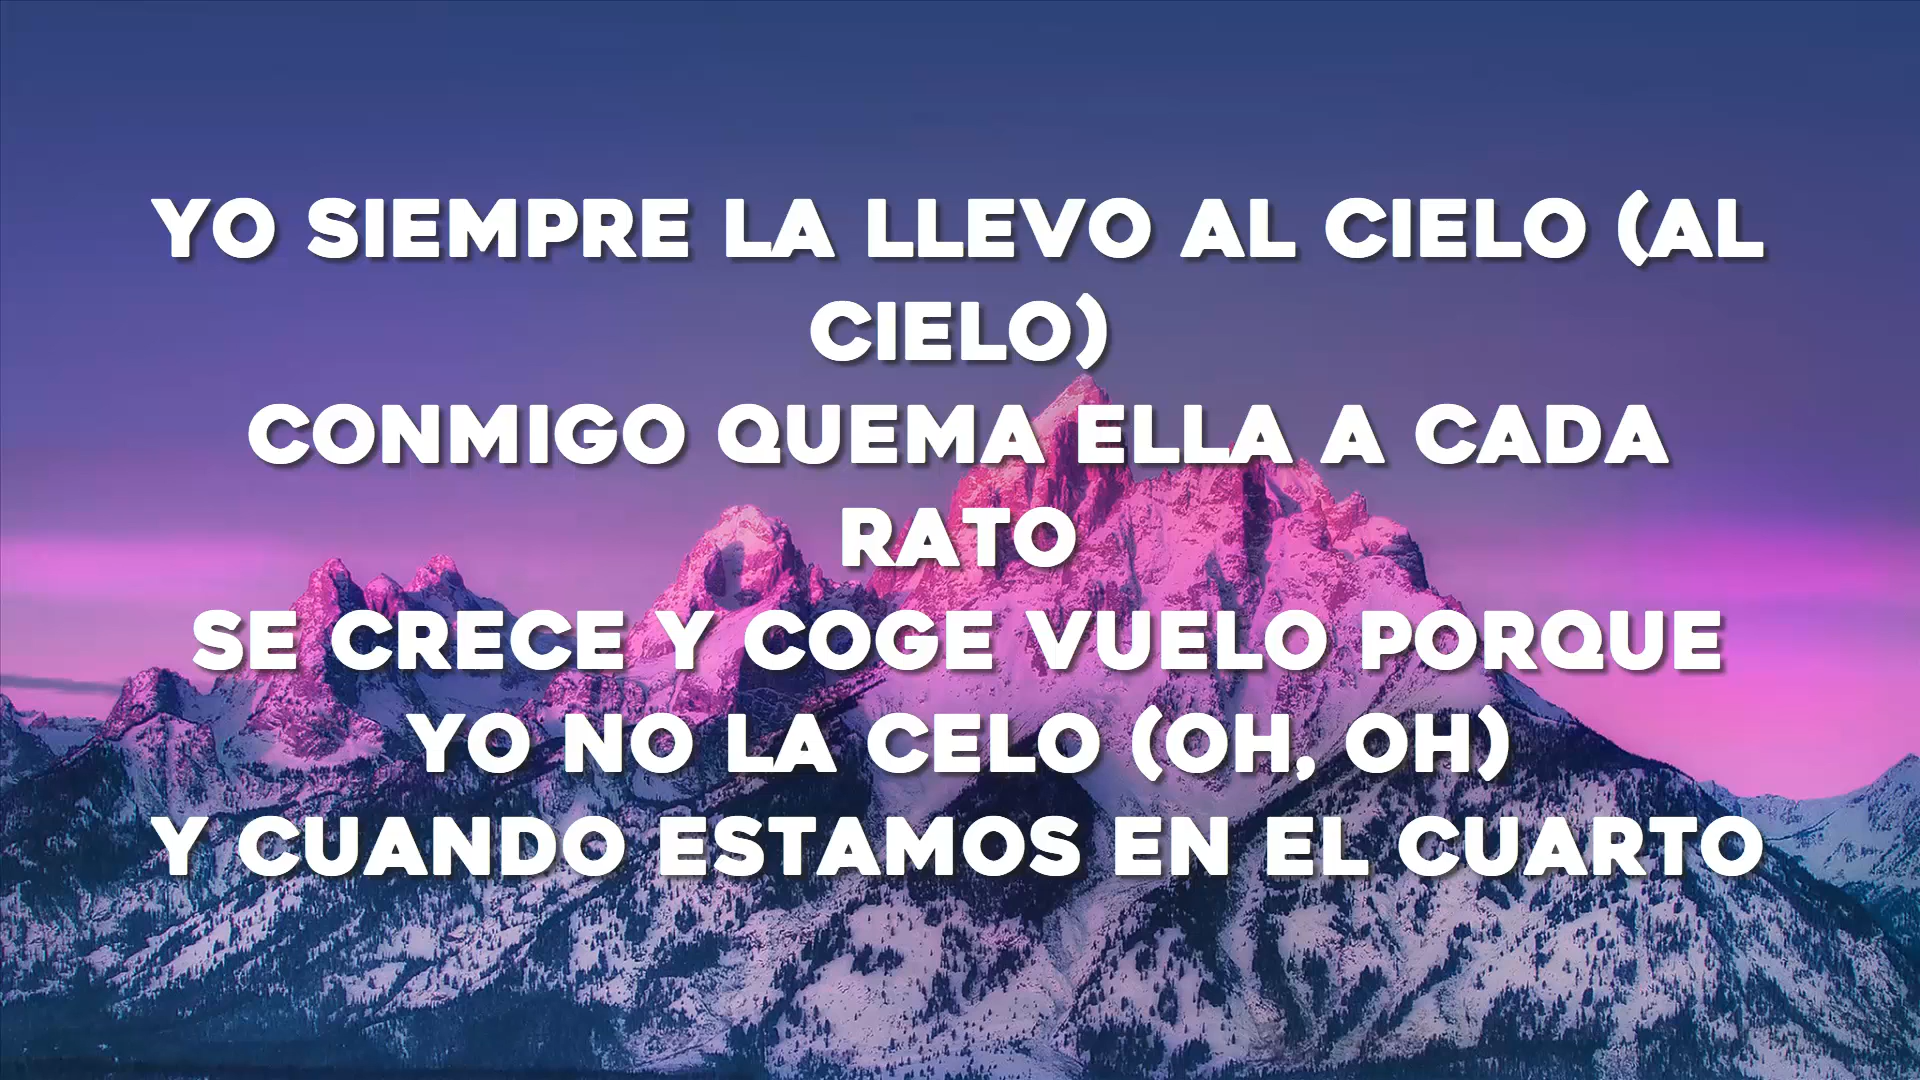 YO SIEMPRE LA LLEVO AL CIELO (AL
CIELO)
CONMIGO QUEMA ELLA A CADA
RATO
SE CRECE Y COGE VUELO PORQUE
YO NO LA CELO (OH, OH)
Y CUANDO ESTAMOS EN EL CUARTO